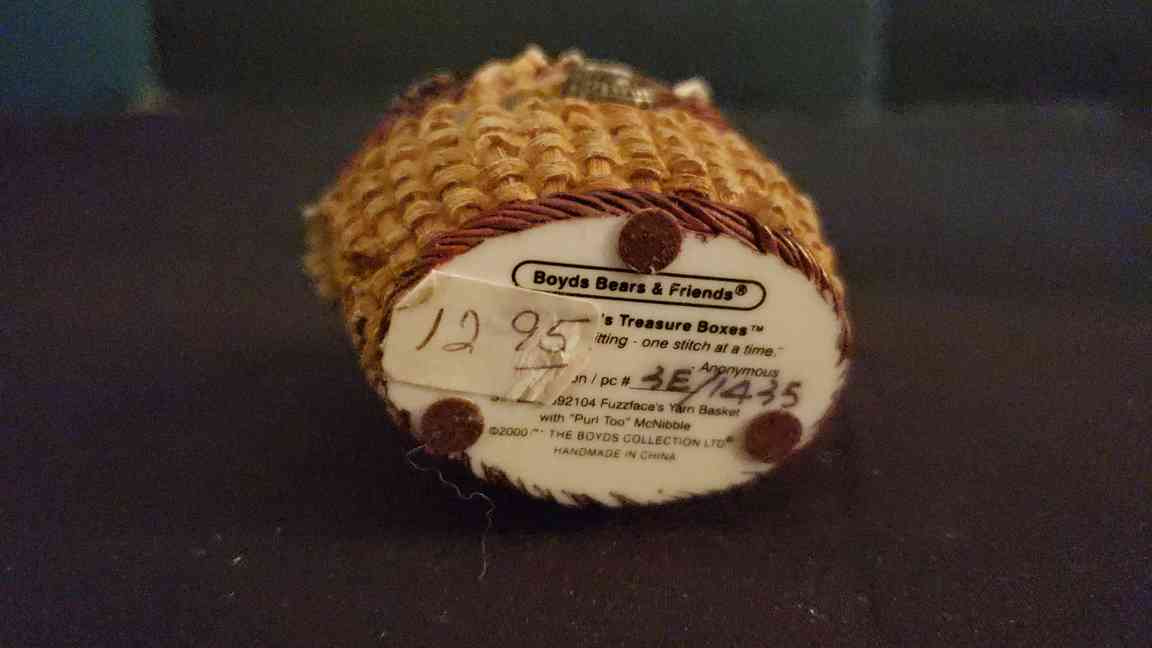 Boyds Bears & Friends®
's Treasure Boxes™
itting - one stitch at a time."
- Anonymous
on / pc # 3E/1435
92104 Fuzzface's Yarn Basket
with "Purl Too" McNibble
©2000 ™ THE BOYDS COLLECTION LTD®
HANDMADE IN CHINA
12 95